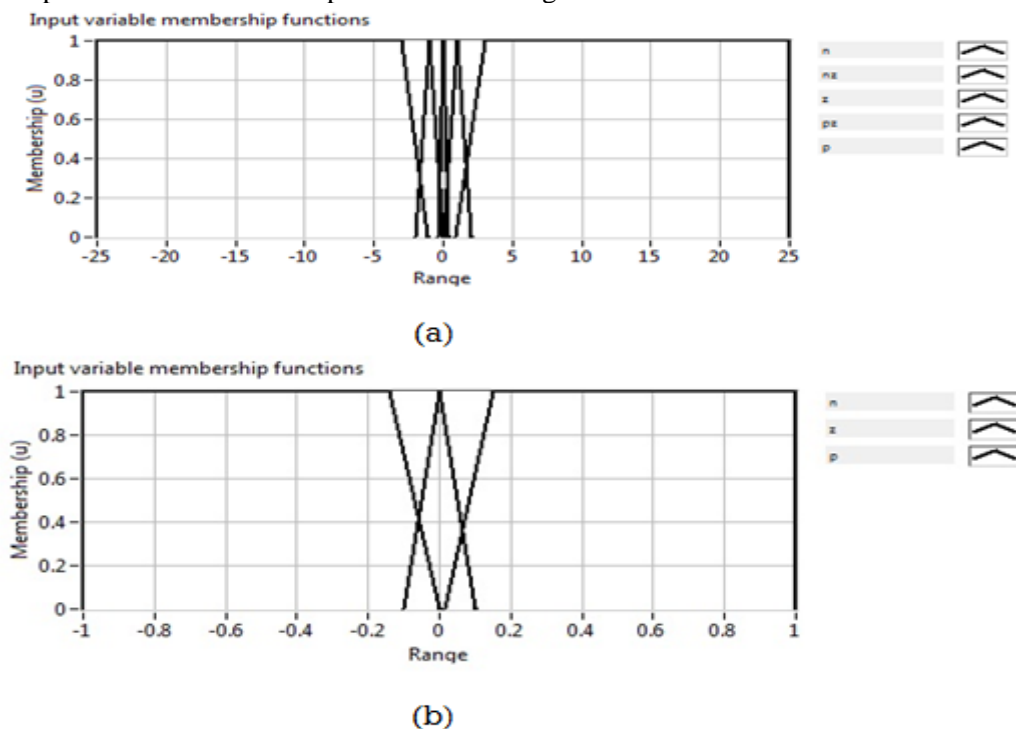 Input variable membership functions
Membership (u)
1
0.8
0.6
0.4
0.2
0
-25 -20 -15 -10 -5 0 5 10 15 20 25
Range
n
nz
z
pz
p
(a)
Input variable membership functions
Membership (u)
1
0.8
0.6
0.4
0.2
0
-1 -0.8 -0.6 -0.4 -0.2 0 0.2 0.4 0.6 0.8 1
Range
n
z
p
(b)